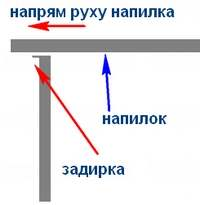 напрям руху напилка
напилок
задирка